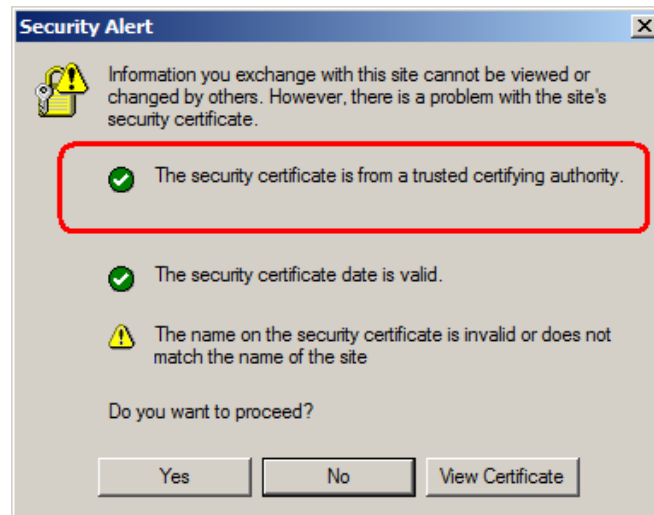 Security Alert
Information you exchange with this site cannot be viewed or
changed by others. However, there is a problem with the site's
security certificate.
The security certificate is from a trusted certifying authority.
The security certificate date is valid.
The name on the security certificate is invalid or does not
match the name of the site
Do you want to proceed?
Yes No View Certificate